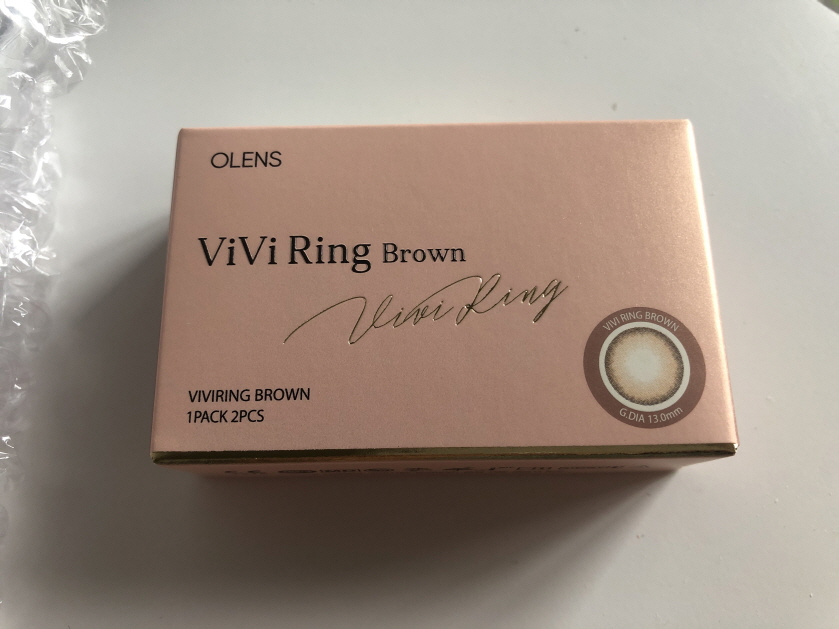 OLENS
ViVi Ring Brown
Vivi Ring
VIVIRING BROWN
1PACK 2PCS
VIVI RING BROWN
G.DIA 13.0mm